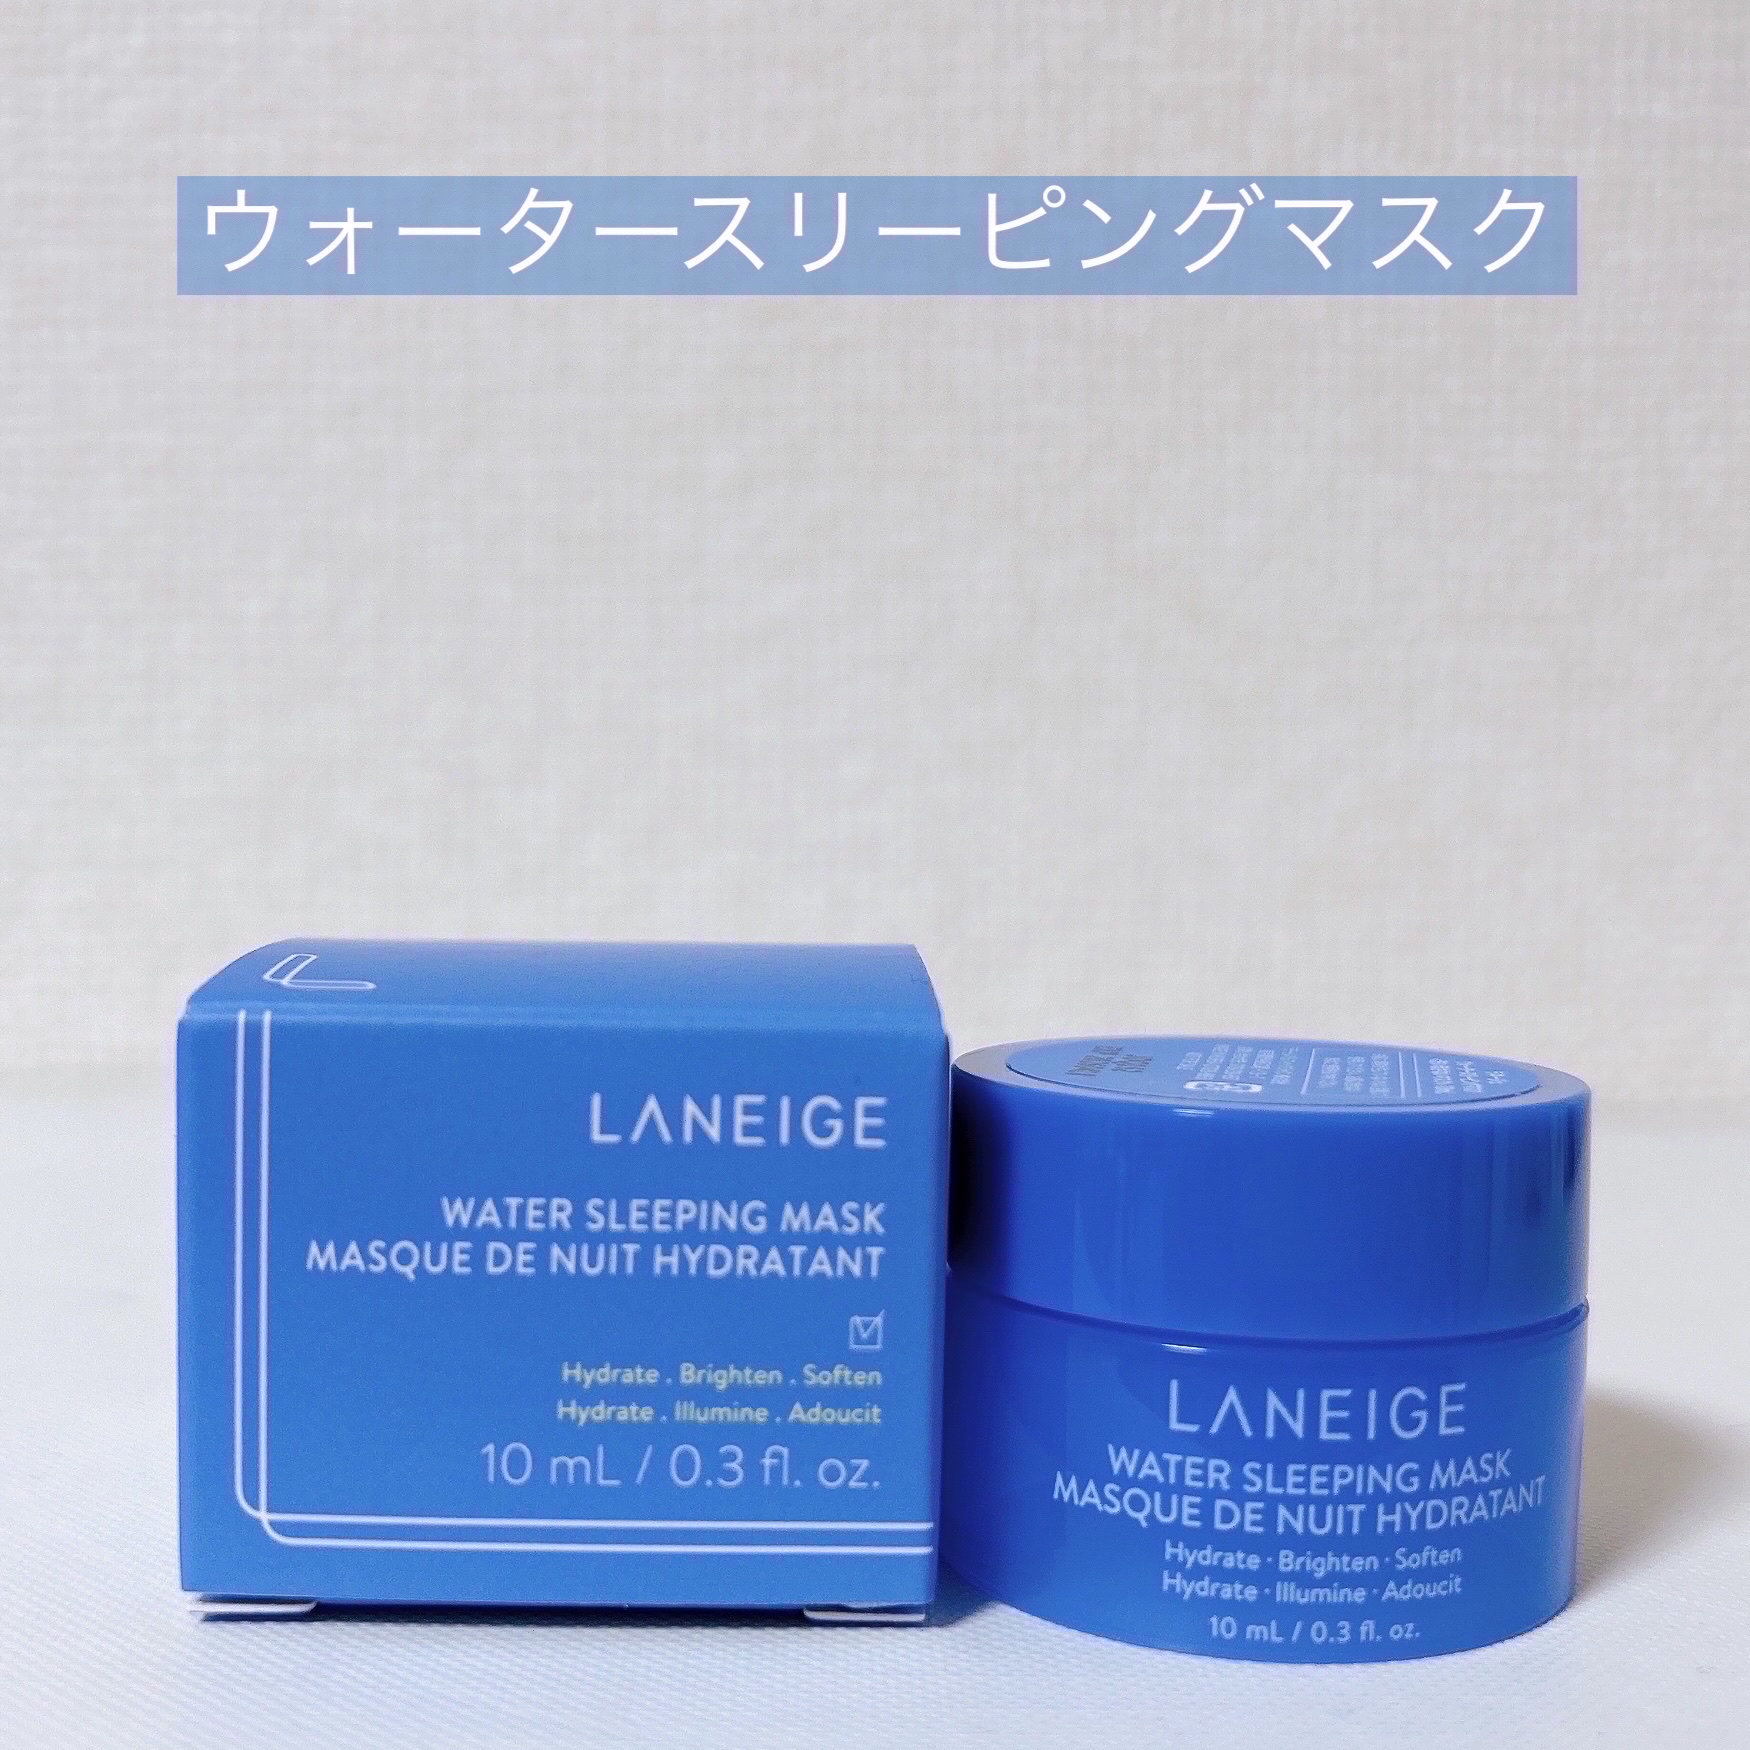 ウォータースリーピングマスク
LANEIGE
WATER SLEEPING MASK
MASQUE DE NUIT HYDRATANT
Hydrate . Brighten . Soften
Hydrate . Illumine . Adoucit
10 mL / 0.3 fl. oz.
LANEIGE
WATER SLEEPING MASK
MASQUE DE NUIT HYDRATANT
Hydrate · Brighten · Soften
Hydrate · Illumine · Adoucit
10 mL / 0.3 fl. oz.